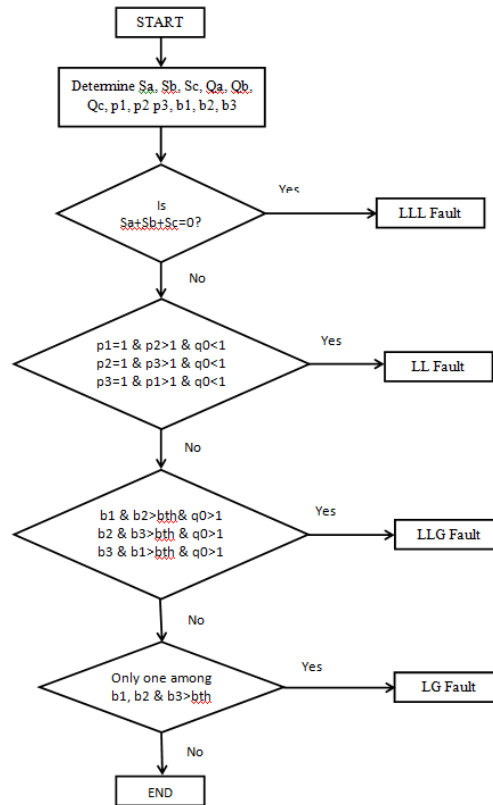 START
Determine Sa, Sb, Sc, Qa, Qb,
Qc, p1, p2 p3, b1, b2, b3
Is
Sa+Sb+Sc=0?
Yes
LLL Fault
No
p1=1 & p2>1 & q0<1
p2=1 & p3>1 & q0<1
p3=1 & p1>1 & q0<1
Yes
LL Fault
No
b1 & b2>bth& q0>1
b2 & b3>bth & q0>1
b3 & b1>bth & q0>1
Yes
LLG Fault
No
Only one among
b1, b2 & b3>bth
Yes
LG Fault
No
END